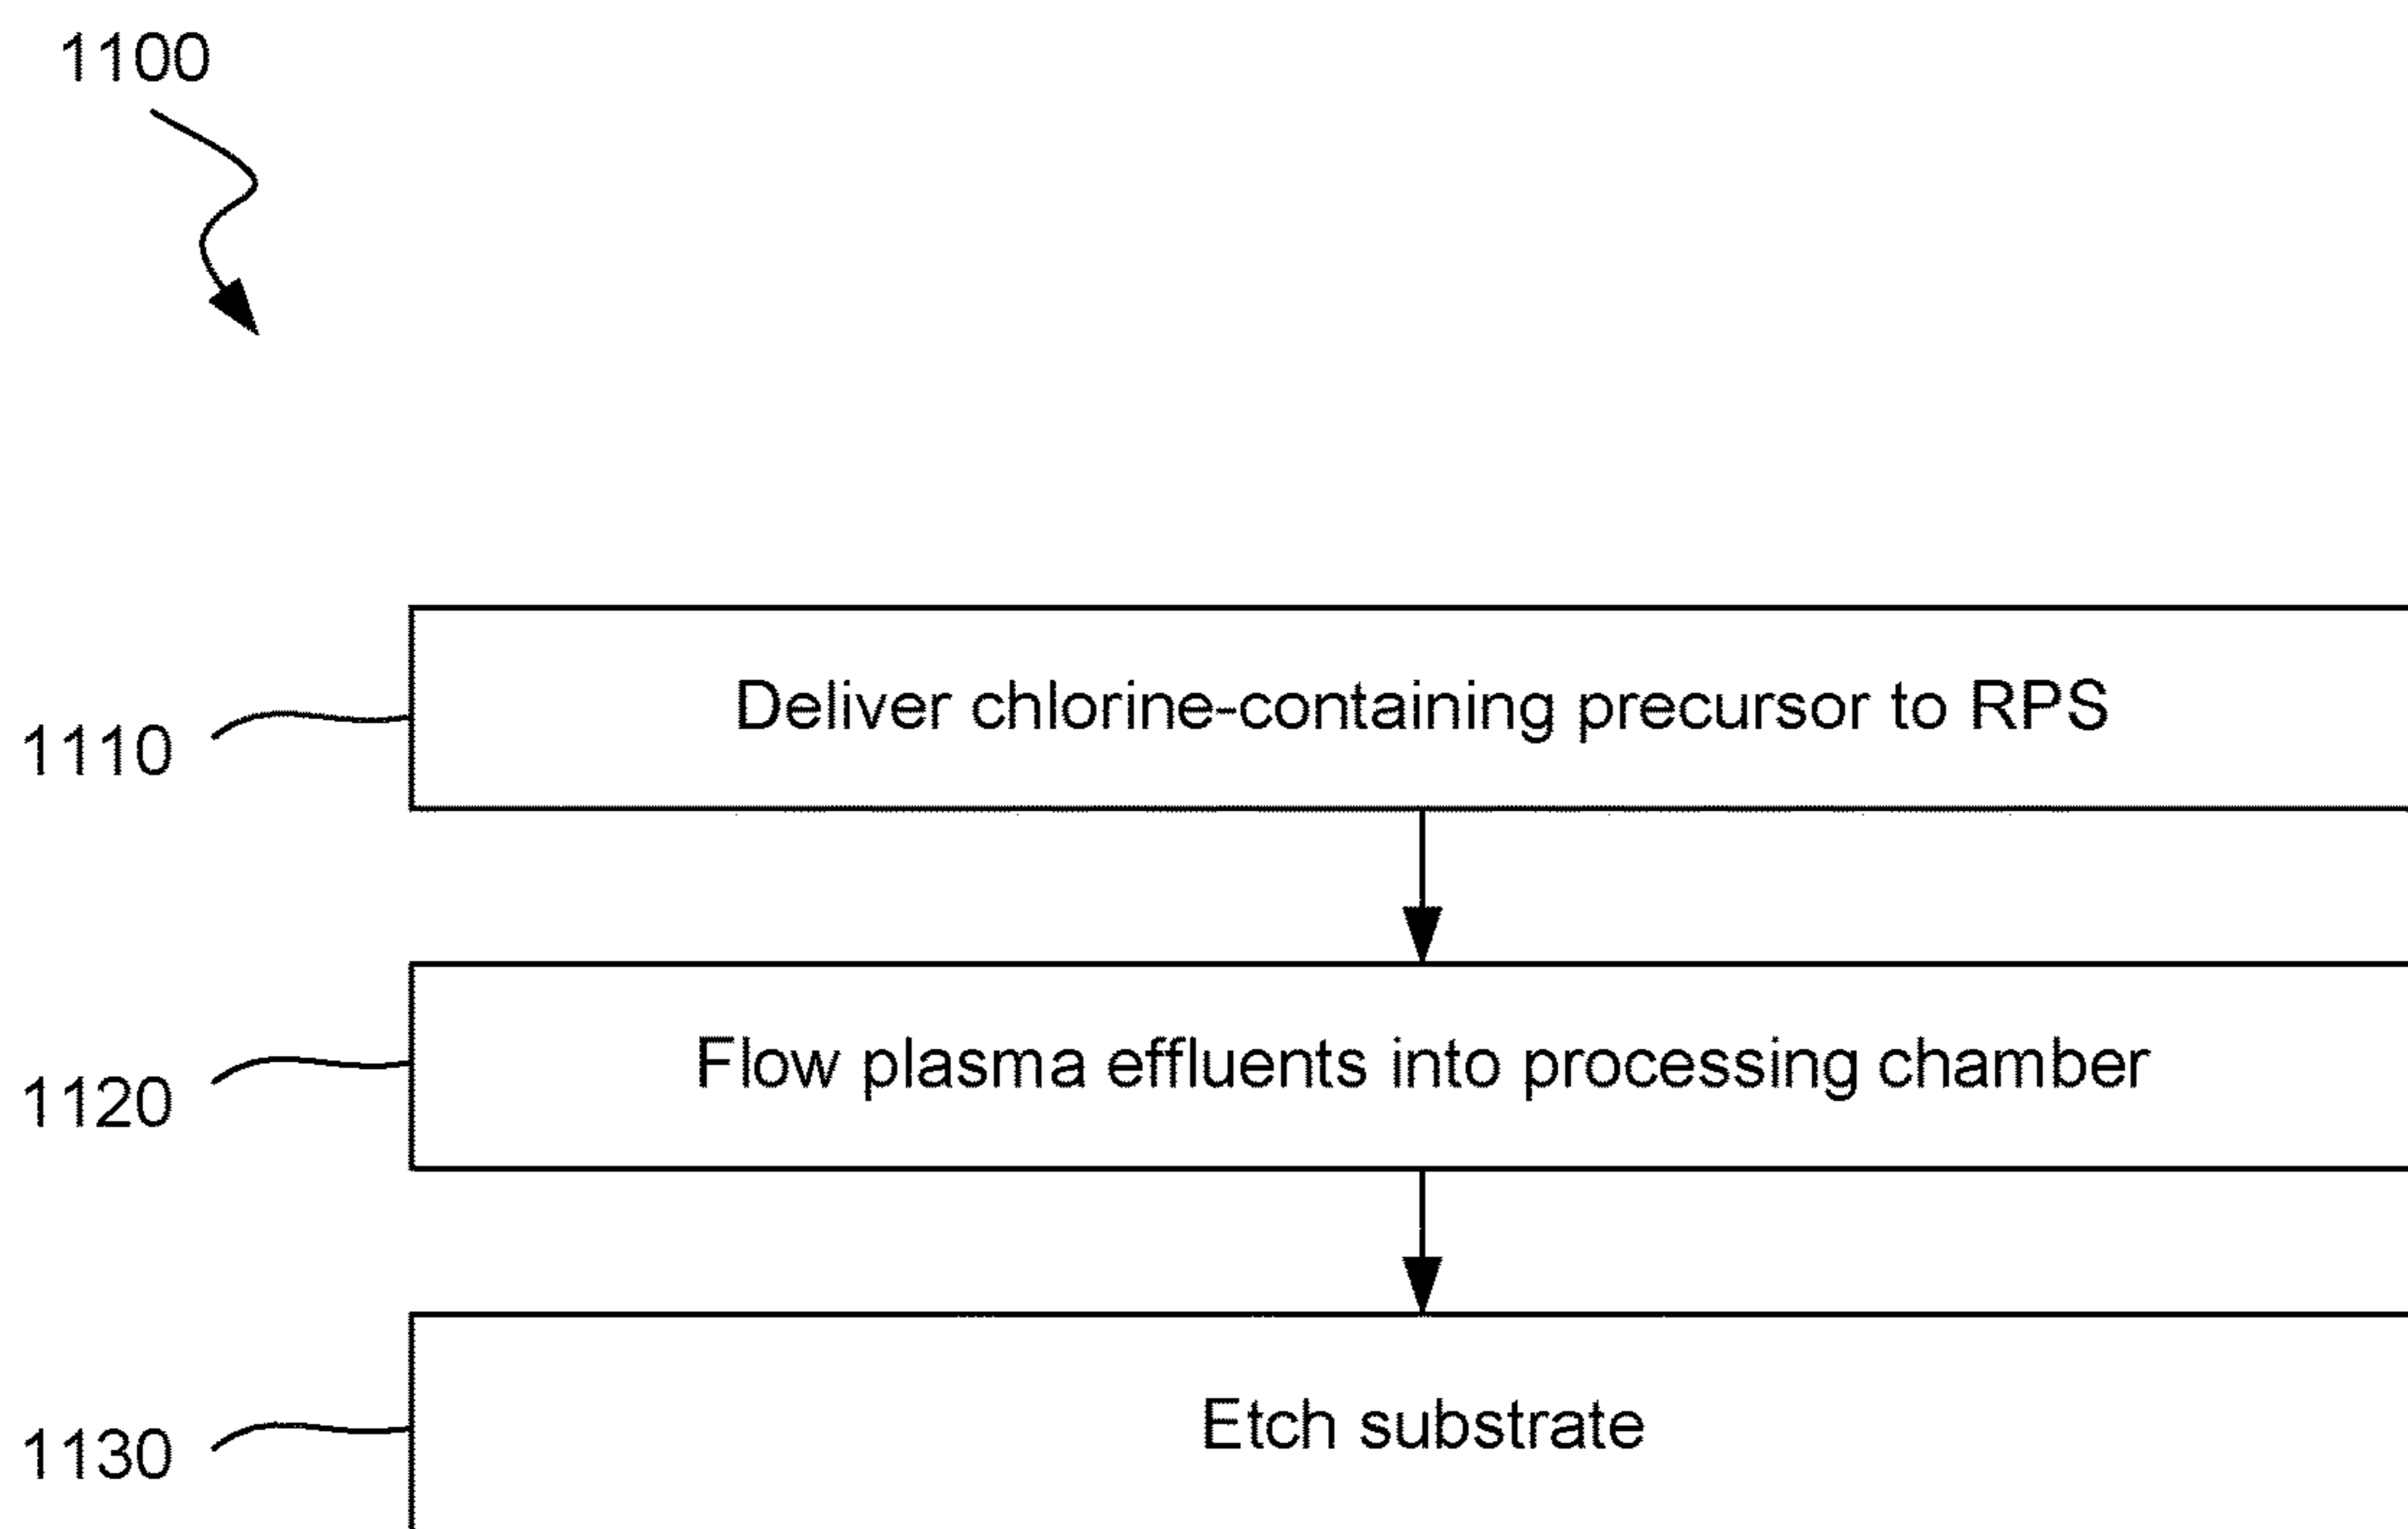 1100
1110
Deliver chlorine-containing precursor to RPS
1120
Flow plasma effluents into processing chamber
1130
Etch substrate